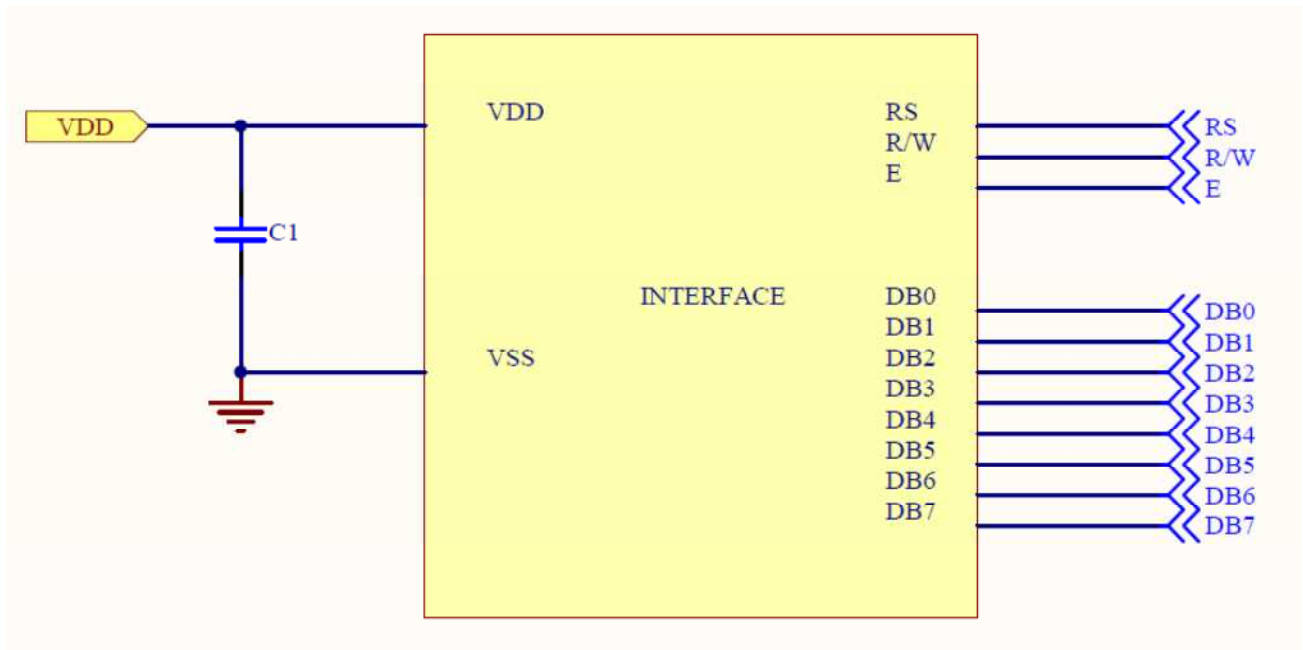 VDD
C1
VDD
VSS
INTERFACE
RS
R/W
E
DB0
DB1
DB2
DB3
DB4
DB5
DB6
DB7
RS
R/W
E
DB0
DB1
DB2
DB3
DB4
DB5
DB6
DB7